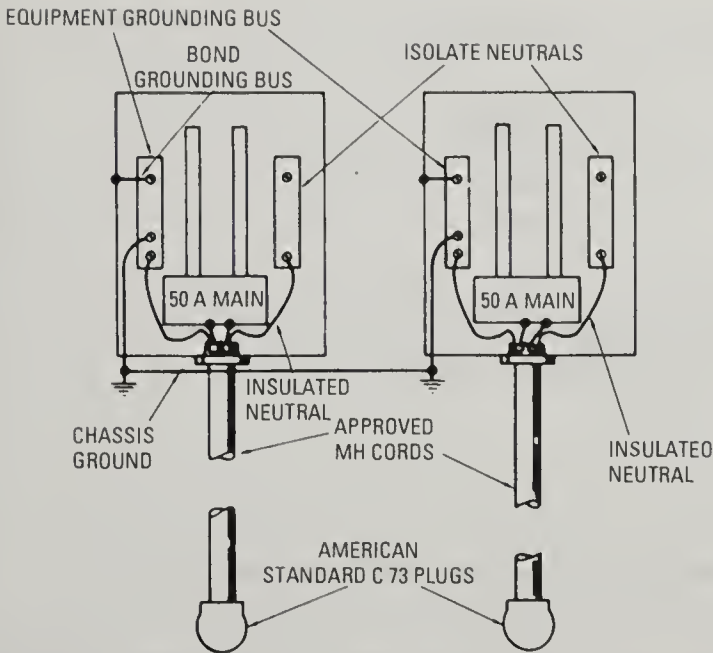 EQUIPMENT GROUNDING BUS
BOND
GROUNDING BUS
ISOLATE NEUTRALS
50 A MAIN
50 A MAIN
INSULATED
NEUTRAL
CHASSIS
GROUND
APPROVED
MH CORDS
INSULATED
NEUTRAL
AMERICAN
STANDARD C 73 PLUGS